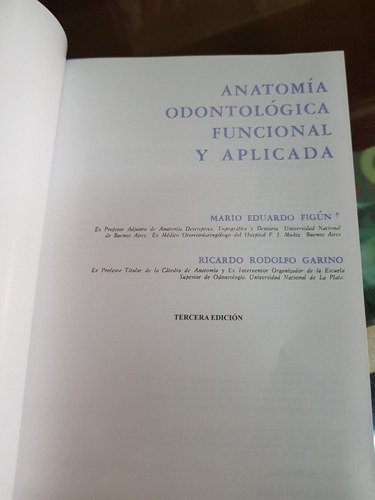 ANATOMÍA
ODONTOLÓGICA
FUNCIONAL
Y APLICADA
MARIO EDUARDO FIGÚN †
Ex Profesor Adjunto de Anatomía Descriptiva, Topográfica y Dentaria. Universidad Nacional
de Buenos Aires. Ex Médico Otorrinolaringólogo del Hospital F. J. Muñiz. Buenos Aires
RICARDO RODOLFO GARINO
Ex Profesor Titular de la Cátedra de Anatomía y Ex Interventor Organizador de la Escuela
Superior de Odontología. Universidad Nacional de La Plata.
TERCERA EDICIÓN